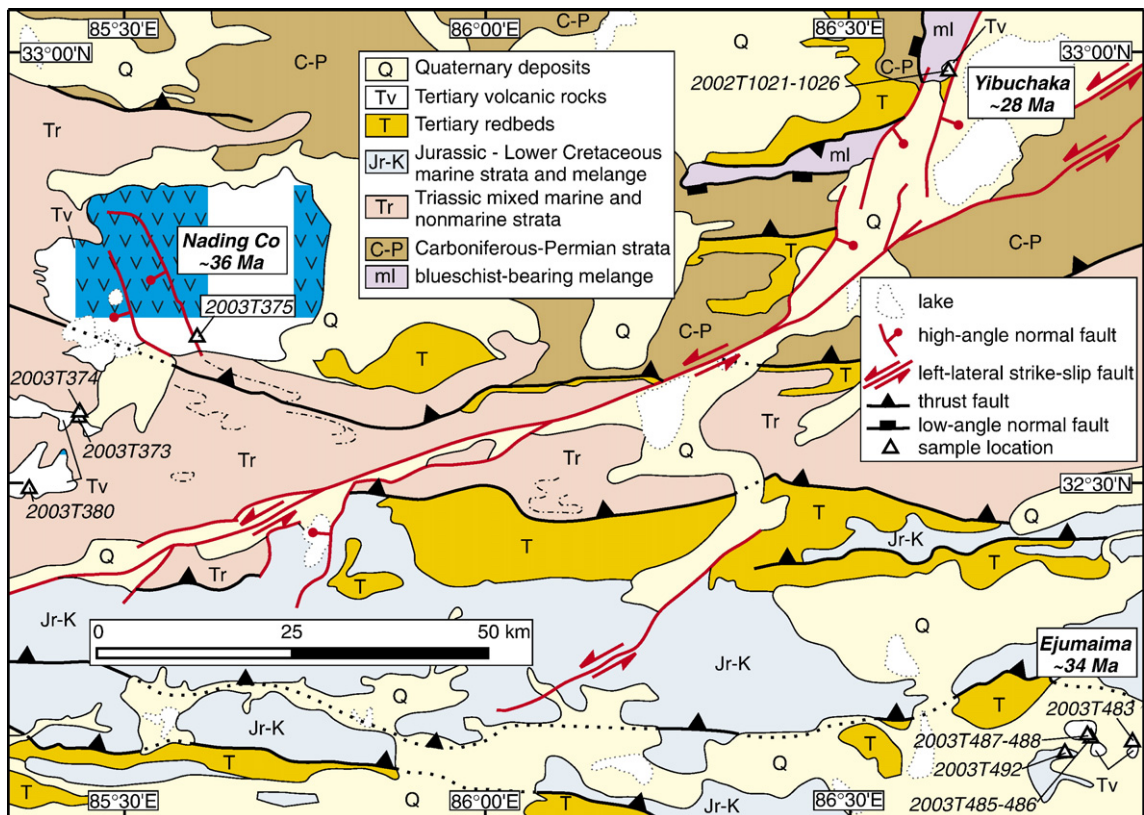 85°30'E
86°00'E
86°30'E
33°00'N
Q
C-P
Q
ml
Tv
33°00'N
C-P
2002T1021-1026
Yibuchaka
~28 Ma
T
Tr
ml
Q Quaternary deposits
Tv Tertiary volcanic rocks
T Tertiary redbeds
Jr-K Jurassic - Lower Cretaceous
marine strata and melange
Tr Triassic mixed marine and
nonmarine strata
C-P Carboniferous-Permian strata
ml blueschist-bearing melange
Tv
Nading Co
~36 Ma
2003T375
Q
T
C-P
lake
high-angle normal fault
left-lateral strike-slip fault
thrust fault
low-angle normal fault
sample location
Q
T
Q
C-P
T
2003T374
2003T373
Tv
2003T380
Tr
Tr
Tr
Q
32°30'N
Q
T
T
Jr-K
T
Q
Tr
T
Jr-K
0 25 50 km
Q
Jr-K
Ejumaima
~34 Ma
Q
Jr-K
T
2003T483
2003T487-488
2003T492
Tv
2003T485-486
T
T
T
Q
Jr-K
T
85°30'E
86°00'E
86°30'E